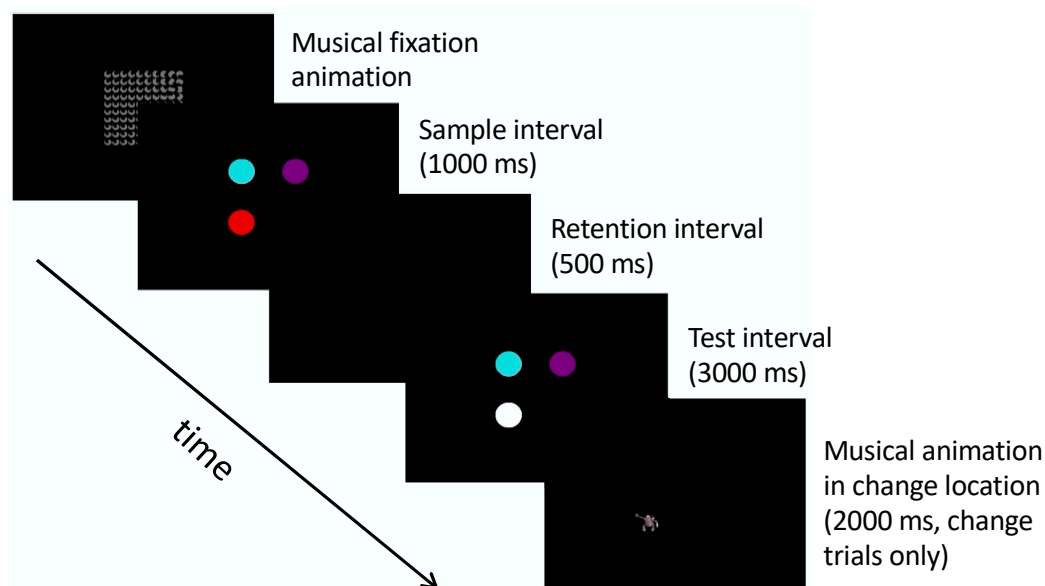 Musical fixation
animation
Sample interval
(1000 ms)
Retention interval
(500 ms)
Test interval
(3000 ms)
time
Musical animation
in change location
(2000 ms, change
trials only)